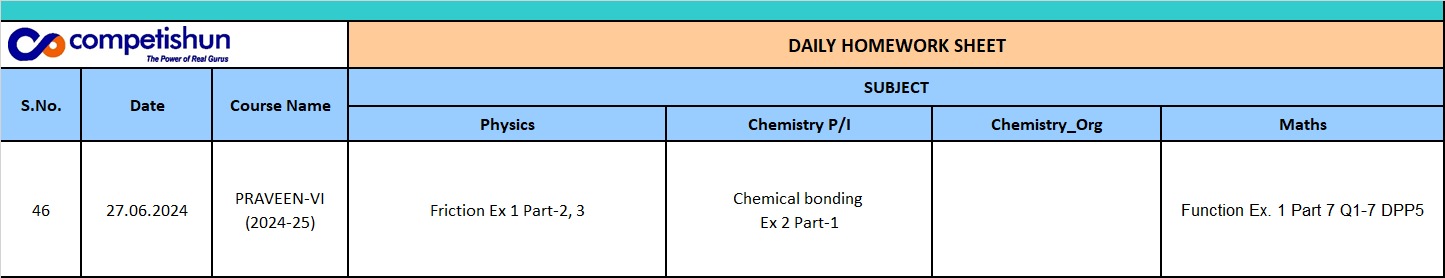 competishun
The Power of Real Gurus
DAILY HOMEWORK SHEET
S.No.
Date
Course Name
SUBJECT
Physics
Chemistry P/I
Chemistry_Org
Maths
46
27.06.2024
PRAVEEN-VI
(2024-25)
Friction Ex 1 Part-2, 3
Chemical bonding
Ex 2 Part-1
Function Ex. 1 Part 7 Q1-7 DPP5